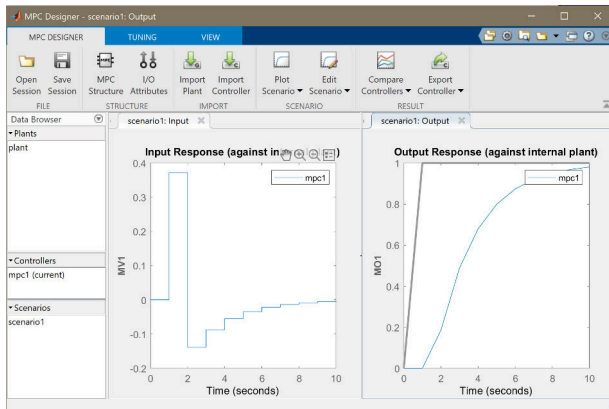 MPC Designer - scenario1: Output
MPC DESIGNER
TUNING
VIEW
Open Session
Save Session
MPC Structure
I/O Attributes
Import Plant
Import Controller
Plot Scenario
Edit Scenario
Compare Controllers
Export Controller
FILE
STRUCTURE
IMPORT
SCENARIO
RESULT
Data Browser
Plants
plant
Controllers
mpc1 (current)
Scenarios
scenario1
scenario1: Input
Input Response (against in
)
mpc1
0.4
0.3
0.2
0.1
0
-0.1
-0.2
MV1
0 2 4 6 8 10
Time (seconds)
scenario1: Output
Output Response (against internal plant)
mpc1
1
0.8
0.6
0.4
0.2
0
MO1
0 2 4 6 8 10
Time (seconds)